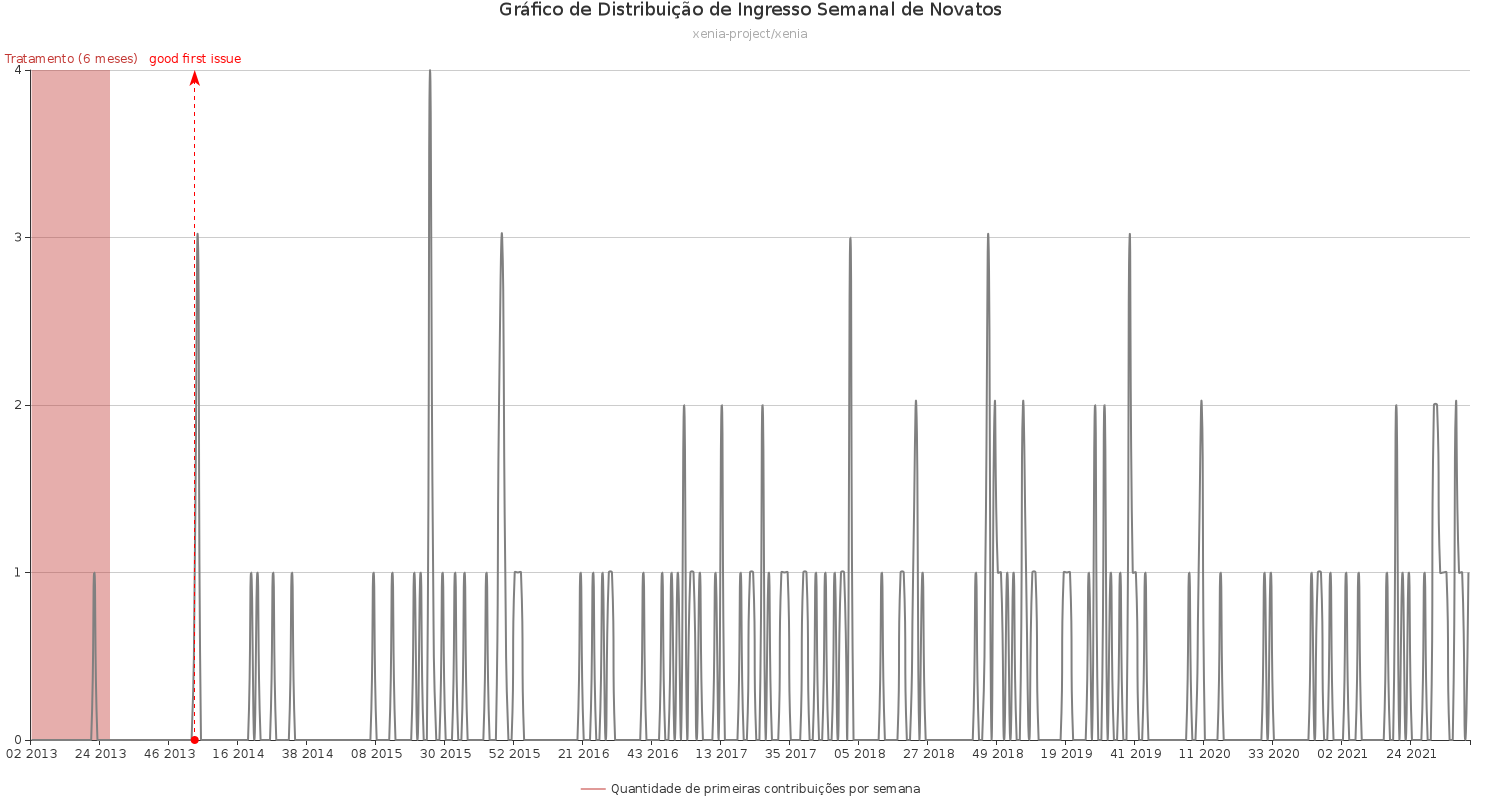 Gráfico de Distribuição de Ingresso Semanal de Novatos
xenia-project/xenia
Tratamento (6 meses) good first issue
4
3
2
1
0
02 2013 24 2013 46 2013 16 2014 38 2014 08 2015 30 2015 52 2015 21 2016 43 2016 13 2017 35 2017 05 2018 27 2018 49 2018 19 2019 41 2019 11 2020 33 2020 02 2021 24 2021
Quantidade de primeiras contribuições por semana